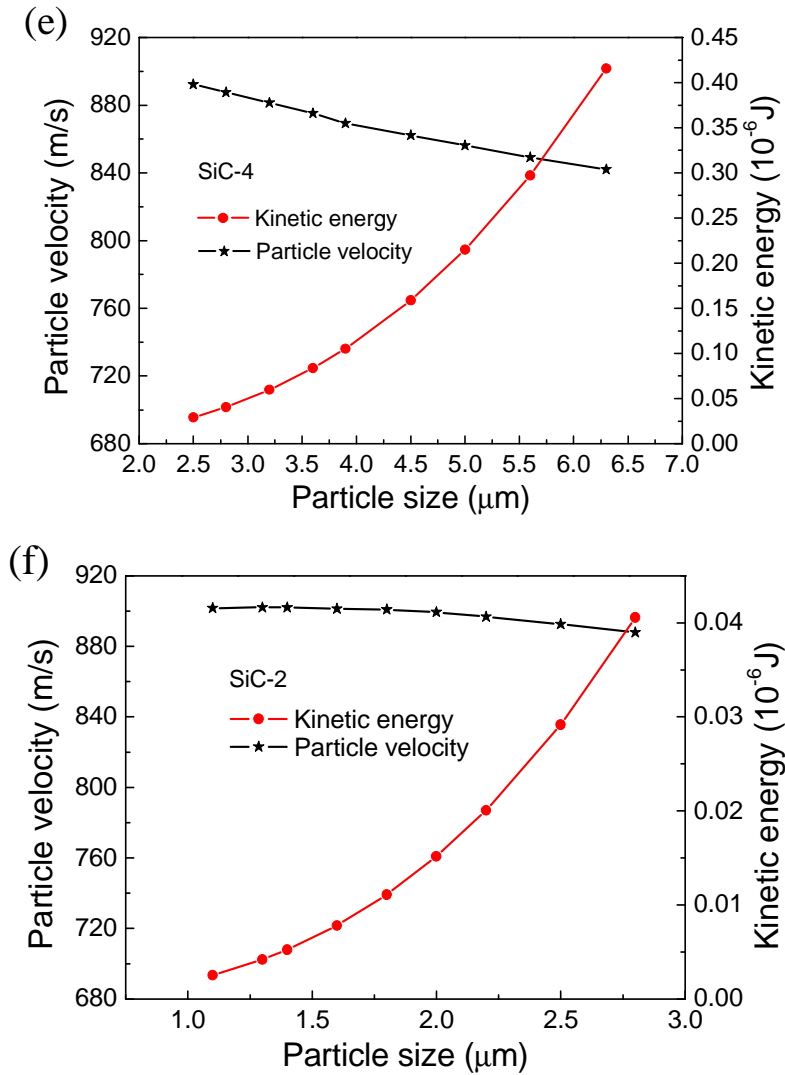 (e)
920
880
840
800
760
720
680
Particle velocity (m/s)
0.45
0.40
0.35
0.30
0.25
0.20
0.15
0.10
0.05
0.00
Kinetic energy (10⁻⁶J)
SiC-4
Kinetic energy
Particle velocity
2.0 2.5 3.0 3.5 4.0 4.5 5.0 5.5 6.0 6.5 7.0
Particle size (μm)
(f)
920
880
840
800
760
720
680
Particle velocity (m/s)
0.04
0.03
0.02
0.01
0.00
Kinetic energy (10⁻⁶J)
SiC-2
Kinetic energy
Particle velocity
1.0 1.5 2.0 2.5 3.0
Particle size (μm)